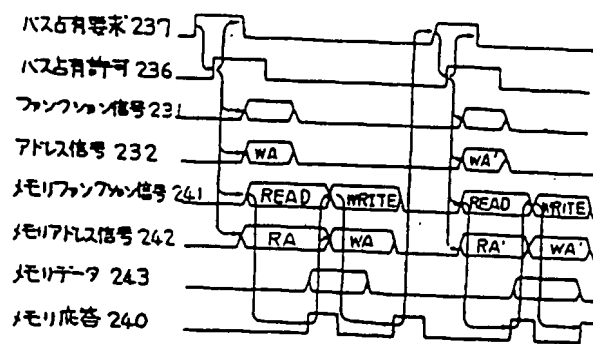 バス占有要求 237
バス占有許可 236
ファンクション信号 231
アドレス信号 232 WA WA'
メモリファンクション信号 241 READ WRITE READ WRITE
メモリアドレス信号 242 RA WA RA' WA'
メモリデータ 243
メモリ応答 240